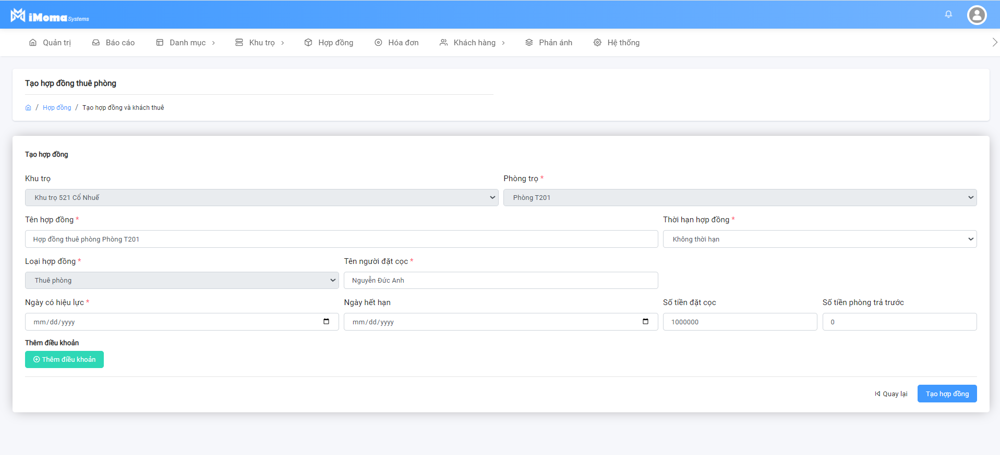 iMoma Systems
Quản trị Báo cáo Danh mục Khu trọ Hợp đồng Hóa đơn Khách hàng Phản ánh Hệ thống
Tạo hợp đồng thuê phòng
/ Hợp đồng / Tạo hợp đồng và khách thuê
Tạo hợp đồng
Khu trọ Phòng trọ *
Khu trọ 521 Cổ Nhuế Phòng T201
Tên hợp đồng * Thời hạn hợp đồng *
Hợp đồng thuê phòng Phòng T201 Không thời hạn
Loại hợp đồng * Tên người đặt cọc *
Thuê phòng Nguyễn Đức Anh
Ngày có hiệu lực * Ngày hết hạn Số tiền đặt cọc Số tiền phòng trả trước
mm/dd/yyyy mm/dd/yyyy 1000000 0
Thêm điều khoản
Thêm điều khoản
Quay lại Tạo hợp đồng